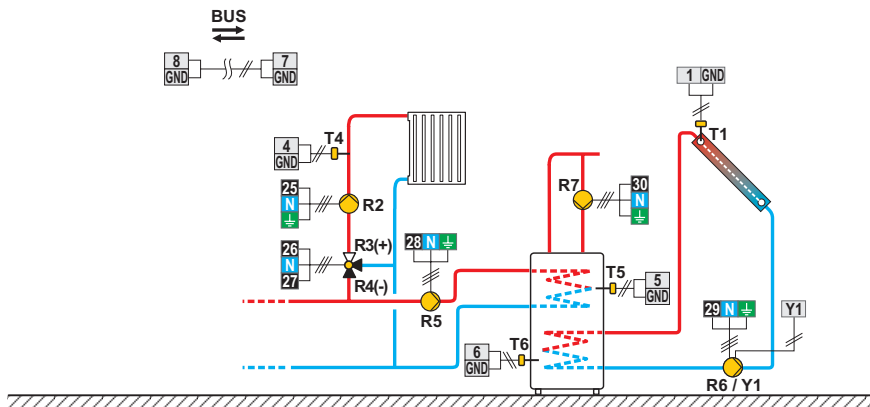 BUS
8
GND
7
GND
1 GND
T1
4
GND
T4
25
N
R2
R7
30
N
26
N
27
R3(+)
R4(-)
28 N
R5
T5
5
GND
6
GND
T6
29 N
Y1
R6 / Y1